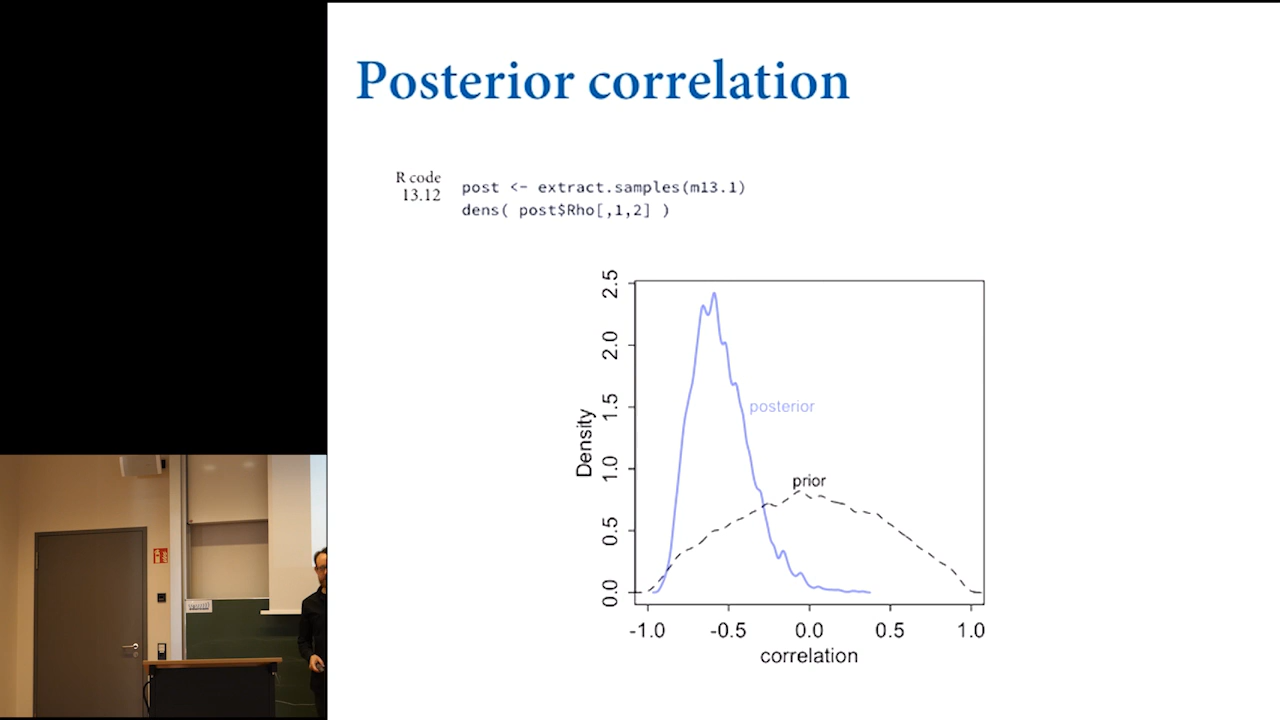 Posterior correlation
R code
13.12
post <- extract.samples(m13.1)
dens( post$Rho[,1,2] )
2.5
2.0
1.5
1.0
0.5
0.0
Density
posterior
prior
-1.0 -0.5 0.0 0.5 1.0
correlation